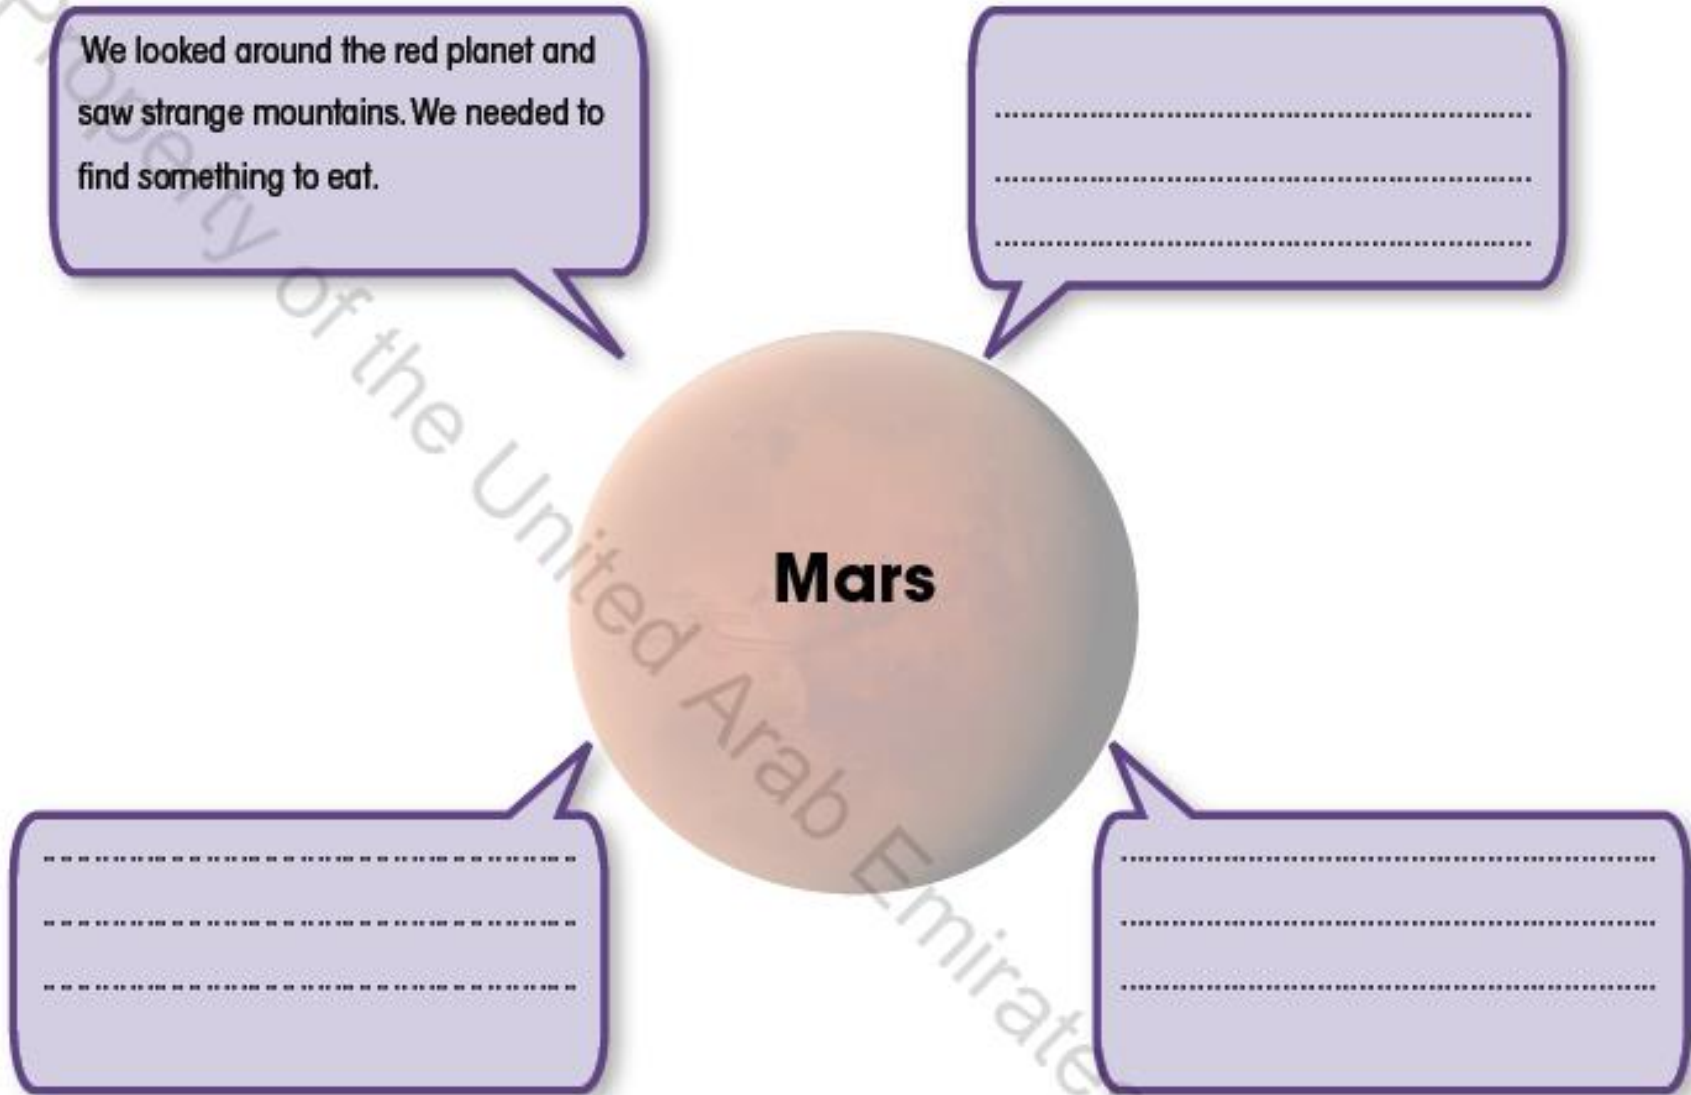 We looked around the red planet and
saw strange mountains. We needed to
find something to eat.
Mars
Property of the United Arab Emirate